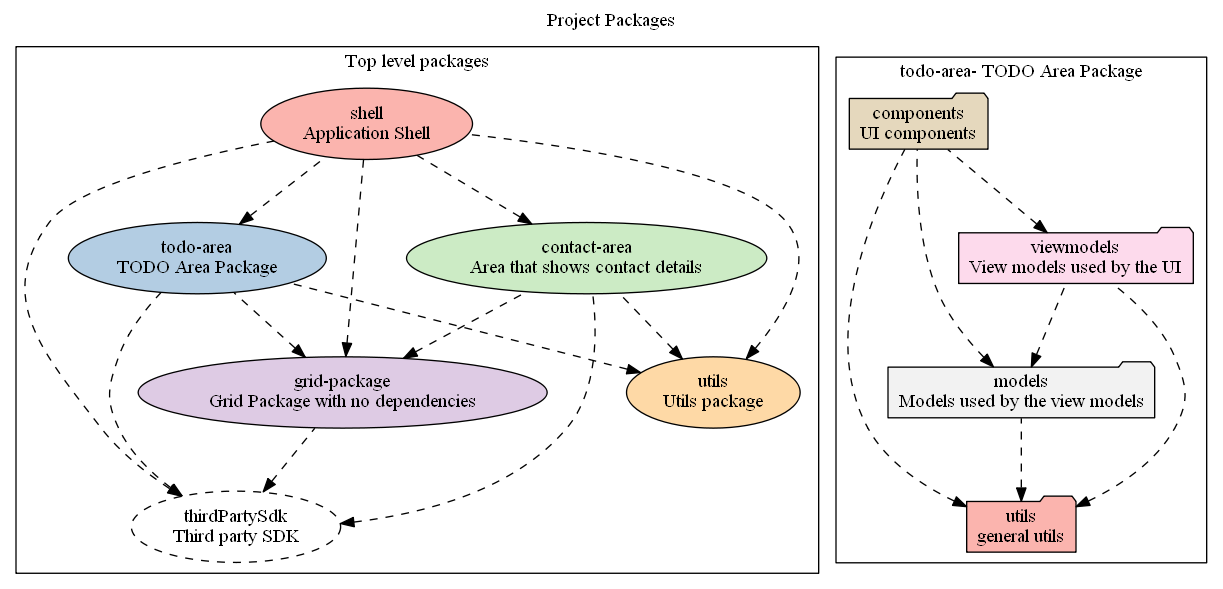 Project Packages
Top level packages
shell
Application Shell
todo-area
TODO Area Package
contact-area
Area that shows contact details
grid-package
Grid Package with no dependencies
utils
Utils package
thirdPartySdk
Third party SDK
todo-area- TODO Area Package
components
UI components
viewmodels
View models used by the UI
models
Models used by the view models
utils
general utils